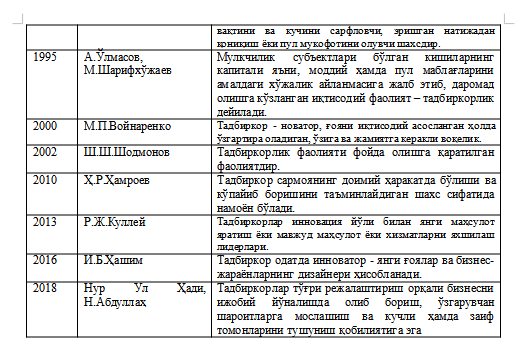 вақтини ва кучини сарфловчи, эришган натижадан
қониқиш ёки пул мукофотини олувчи шахсдир.
1995 А.Ўлмасов, Мулкчилик субъектлари бўлган кишиларнинг
М.Шарифхўжаев капитали яъни, моддий ҳамда пул маблағларини
амалдаги хўжалик айланмасига жалб этиб, даромад
олишга кўзланган иқтисодий фаолият – тадбиркорлик
дейилади.
2000 М.П.Войнаренко Тадбиркор - новатор, ғояни иқтисодий асосланган ҳолда
ўзгартира оладиган, ўзига ва жамиятга керакли воқелик.
2002 Ш.Ш.Шодмонов Тадбиркорлик фаолияти фойда олишга қаратилган
фаолиятдир.
2010 Ҳ.Р.Ҳамроев Тадбиркор сармоянинг доимий ҳаракатда бўлиши ва
кўпайиб боришини таъминлайдиган шахс сифатида
намоён бўлади.
2013 Р.Ж.Куллей Тадбиркорлар инновация йўли билан янги маҳсулот
яратиш ёки мавжуд маҳсулот ёки хизматларни яхшилаш
лидерлари.
2016 И.Б.Ҳашим Тадбиркор одатда инноватор - янги ғоялар ва бизнес-
жараёнларнинг дизайнери ҳисобланади.
2018 Нур Ул Ҳади, Тадбиркорлар тўғри режалаштириш орқали бизнесни
Н.Абдуллаҳ ижобий йўналишда олиб бориш, ўзгарувчан
шароитларга мослашиш ва кучли ҳамда заиф
томонларини тушуниш қобилиятига эга